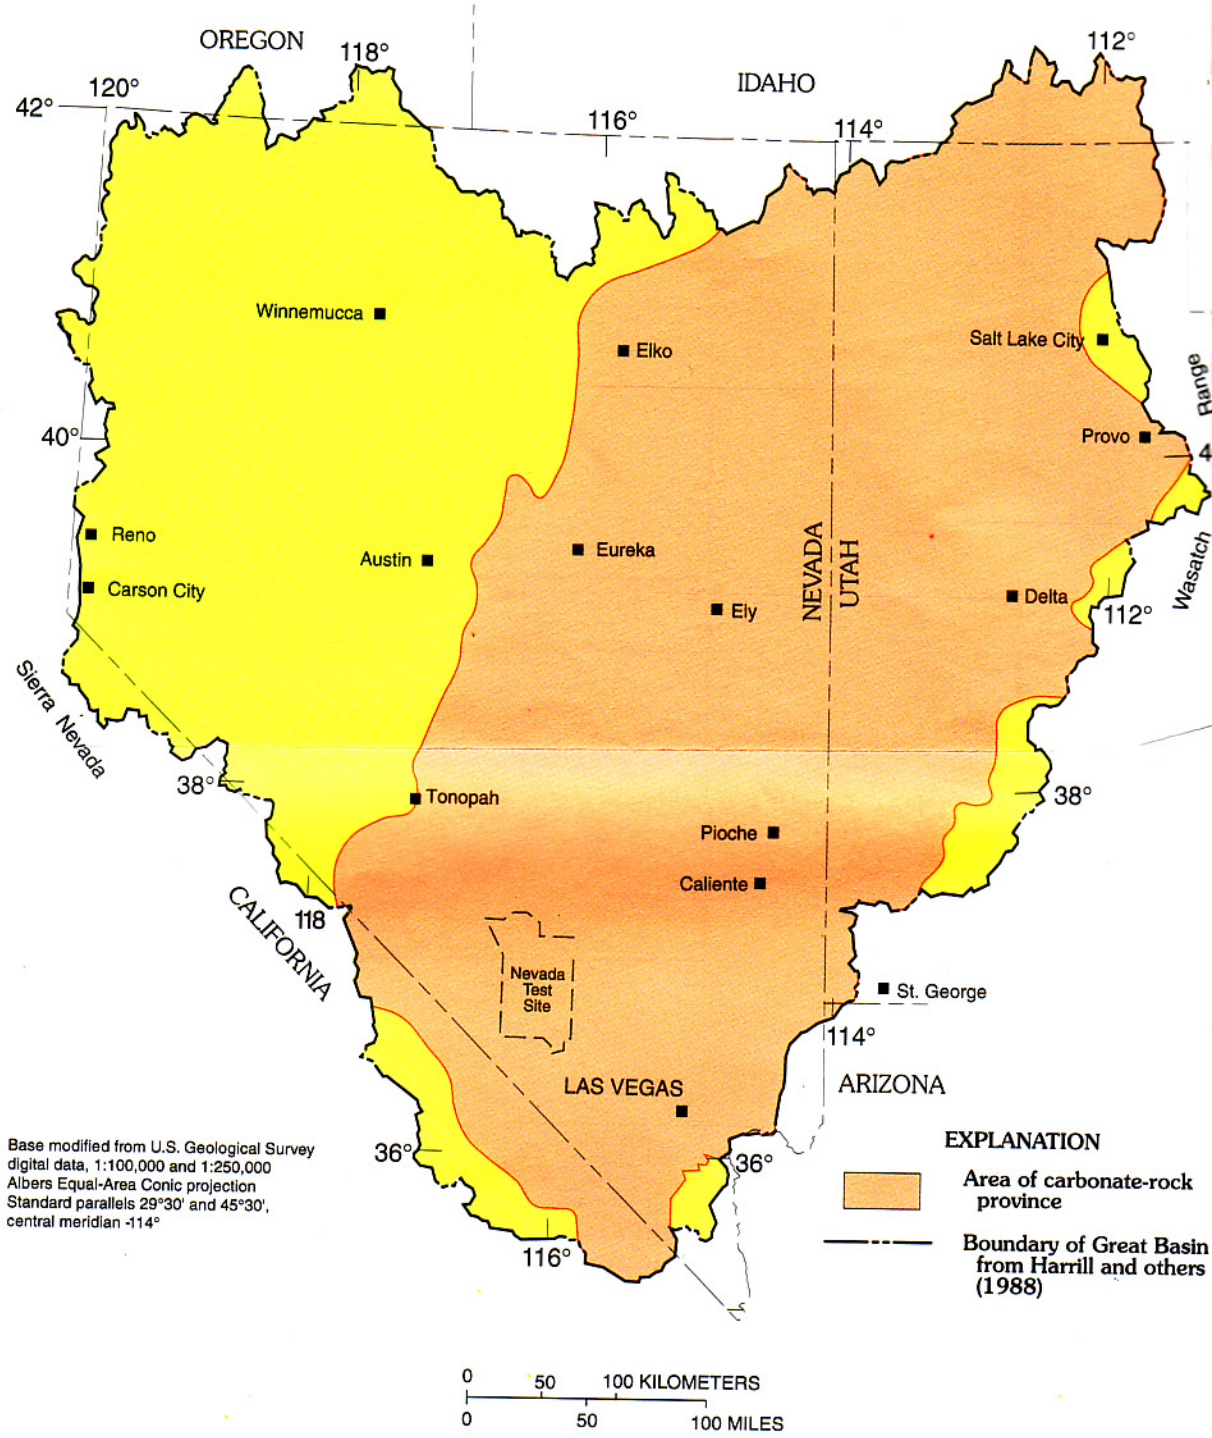 OREGON
118°
IDAHO
112°
120°
42°
116°
114°
Winnemucca
Elko
Salt Lake City
Range
40°
Provo
4
Reno
Austin
Eureka
NEVADA
UTAH
Wasatch
Carson City
Ely
Delta
112°
Sierra Nevada
38°
Tonopah
38°
Pioche
Caliente
118
CALIFORNIA
Nevada
Test
Site
St. George
114°
LAS VEGAS
ARIZONA
36°
36°
116°
Base modified from U.S. Geological Survey
digital data, 1:100,000 and 1:250,000
Albers Equal-Area Conic projection
Standard parallels 29°30' and 45°30',
central meridian -114°
EXPLANATION
Area of carbonate-rock
province
Boundary of Great Basin
from Harrill and others
(1988)
0 50 100 KILOMETERS
0 50 100 MILES